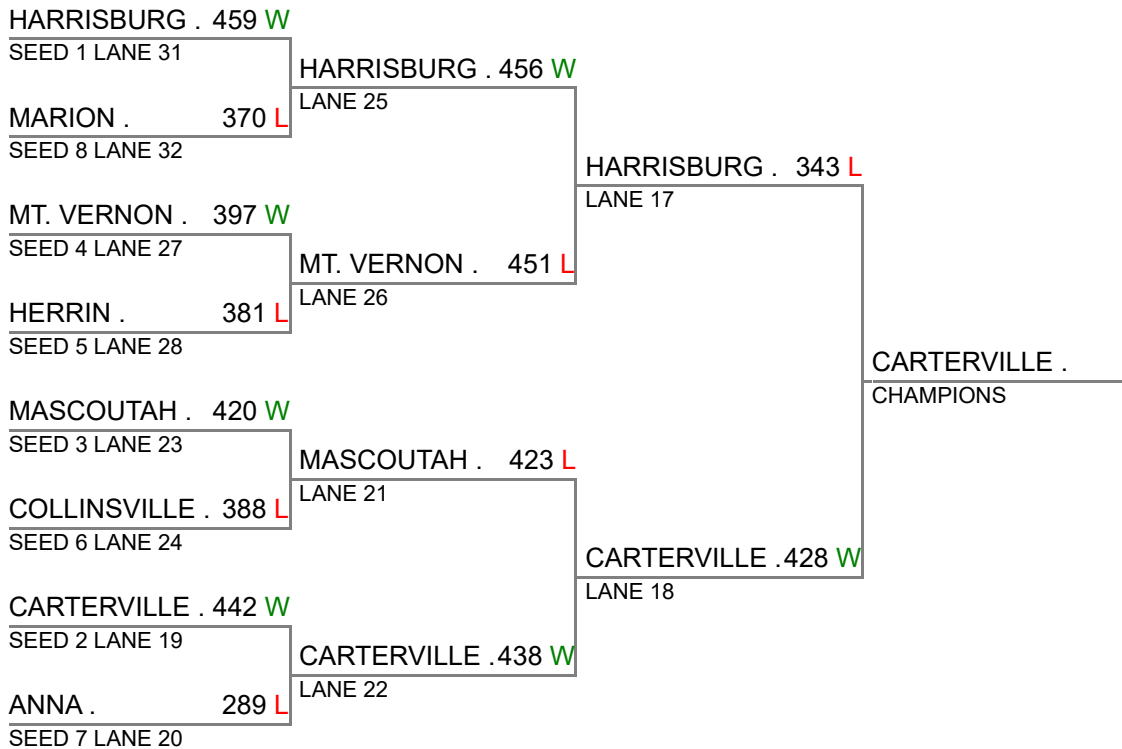 HARRISBURG . 459 W
SEED 1 LANE 31
MARION . 370 L
SEED 8 LANE 32
MT. VERNON . 397 W
SEED 4 LANE 27
HERRIN . 381 L
SEED 5 LANE 28
MASCOUTAH . 420 W
SEED 3 LANE 23
COLLINSVILLE . 388 L
SEED 6 LANE 24
CARTERVILLE . 442 W
SEED 2 LANE 19
ANNA . 289 L
SEED 7 LANE 20
HARRISBURG . 456 W
LANE 25
MT. VERNON . 451 L
LANE 26
MASCOUTAH . 423 L
LANE 21
CARTERVILLE . 438 W
LANE 22
HARRISBURG . 343 L
LANE 17
CARTERVILLE . 428 W
LANE 18
CARTERVILLE .
CHAMPIONS